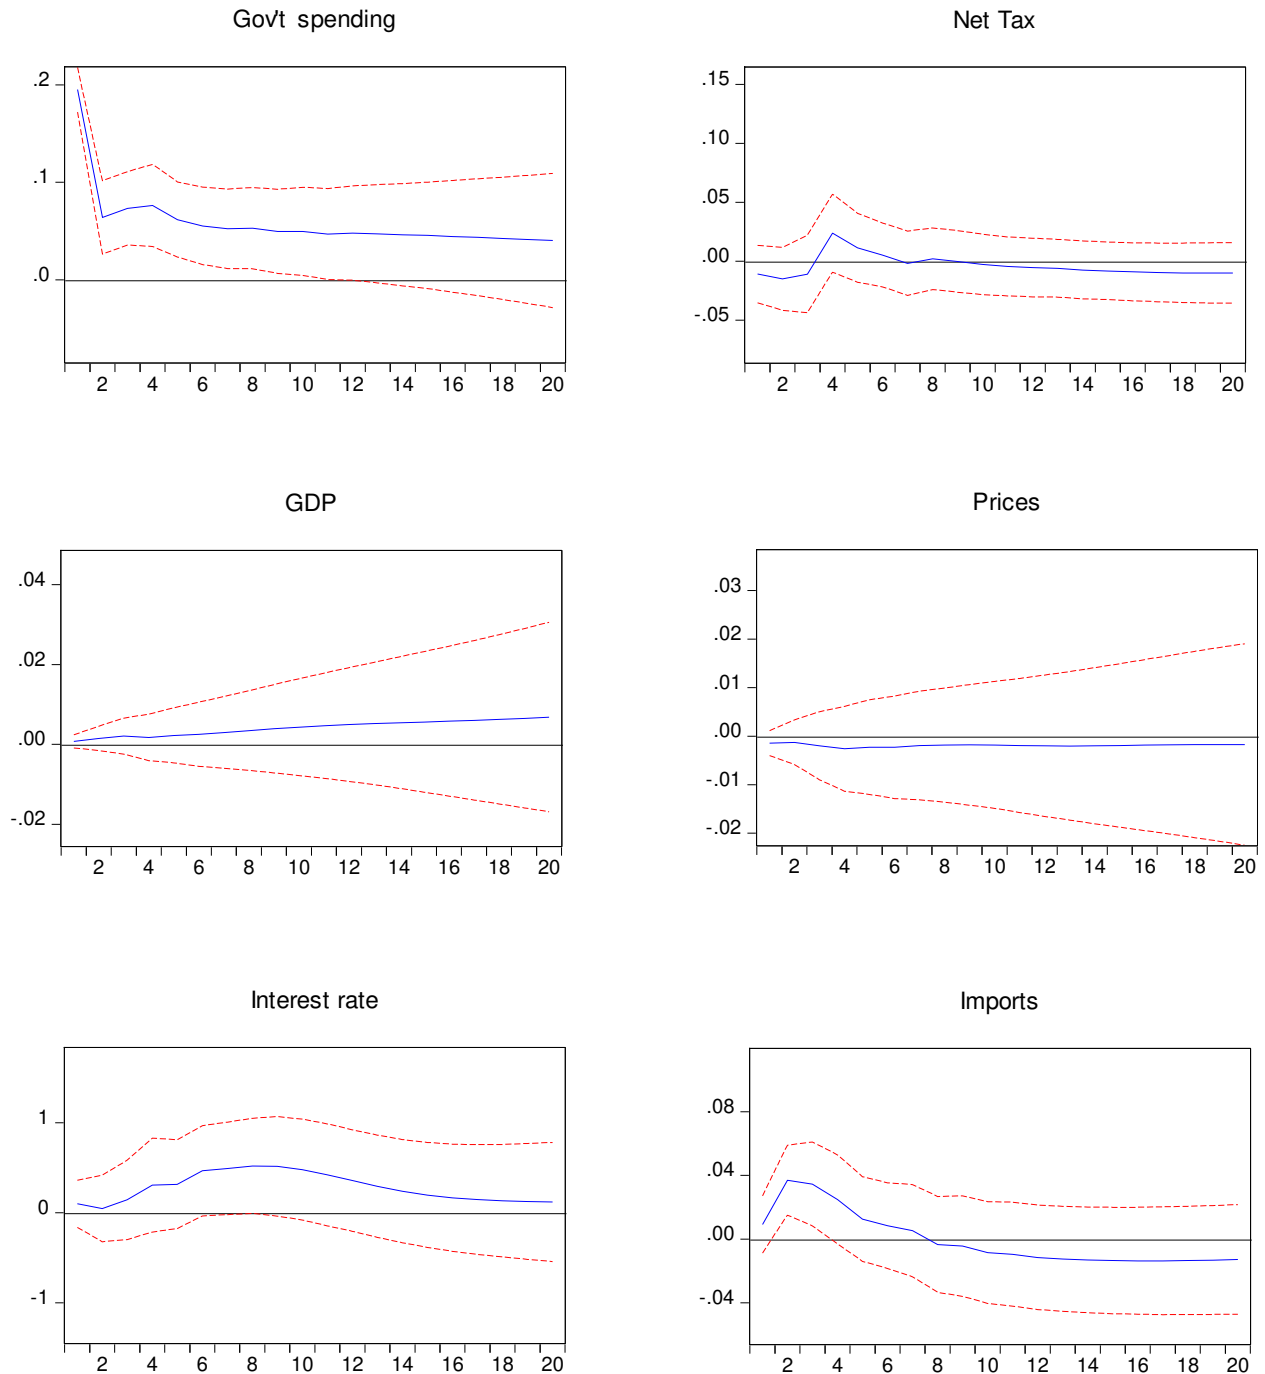 Gov't spending
.2
.1
.0
2 4 6 8 10 12 14 16 18 20
Net Tax
.15
.10
.05
.00
-.05
2 4 6 8 10 12 14 16 18 20
GDP
.04
.02
.00
-.02
2 4 6 8 10 12 14 16 18 20
Prices
.03
.02
.01
.00
-.01
-.02
2 4 6 8 10 12 14 16 18 20
Interest rate
1
0
-1
2 4 6 8 10 12 14 16 18 20
Imports
.08
.04
.00
-.04
2 4 6 8 10 12 14 16 18 20